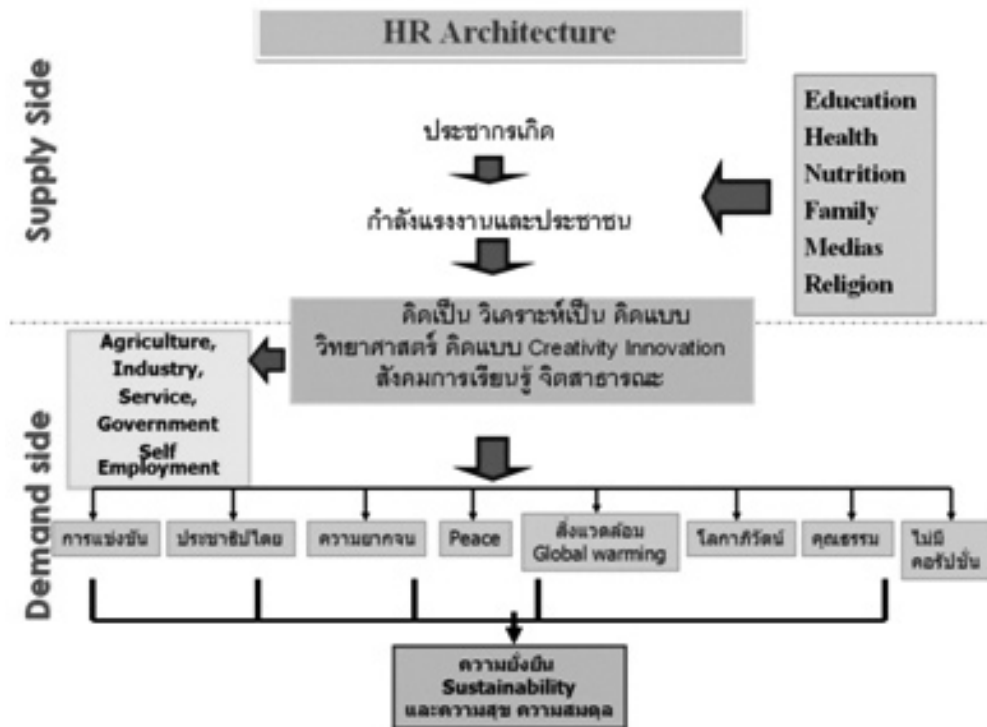 HR Architecture
Supply Side
ประชากรเกิด
กำลังแรงงานและประชาชน
Education
Health
Nutrition
Family
Medias
Religion
คิดเป็น วิเคราะห์เป็น คิดแบบ
วิทยาศาสตร์ คิดแบบ Creativity Innovation
สังคมการเรียนรู้ จิตสาธารณะ
Demand side
Agriculture,
Industry,
Service,
Government
Self
Employment
การแข่งขัน
ประชาธิปไตย
ความยากจน
Peace
สิ่งแวดล้อม
Global warming
โลกาภิวัตน์
คุณธรรม
ไม่มี
คอรัปชั่น
ความยั่งยืน
Sustainability
และความสุข ความสมดุล